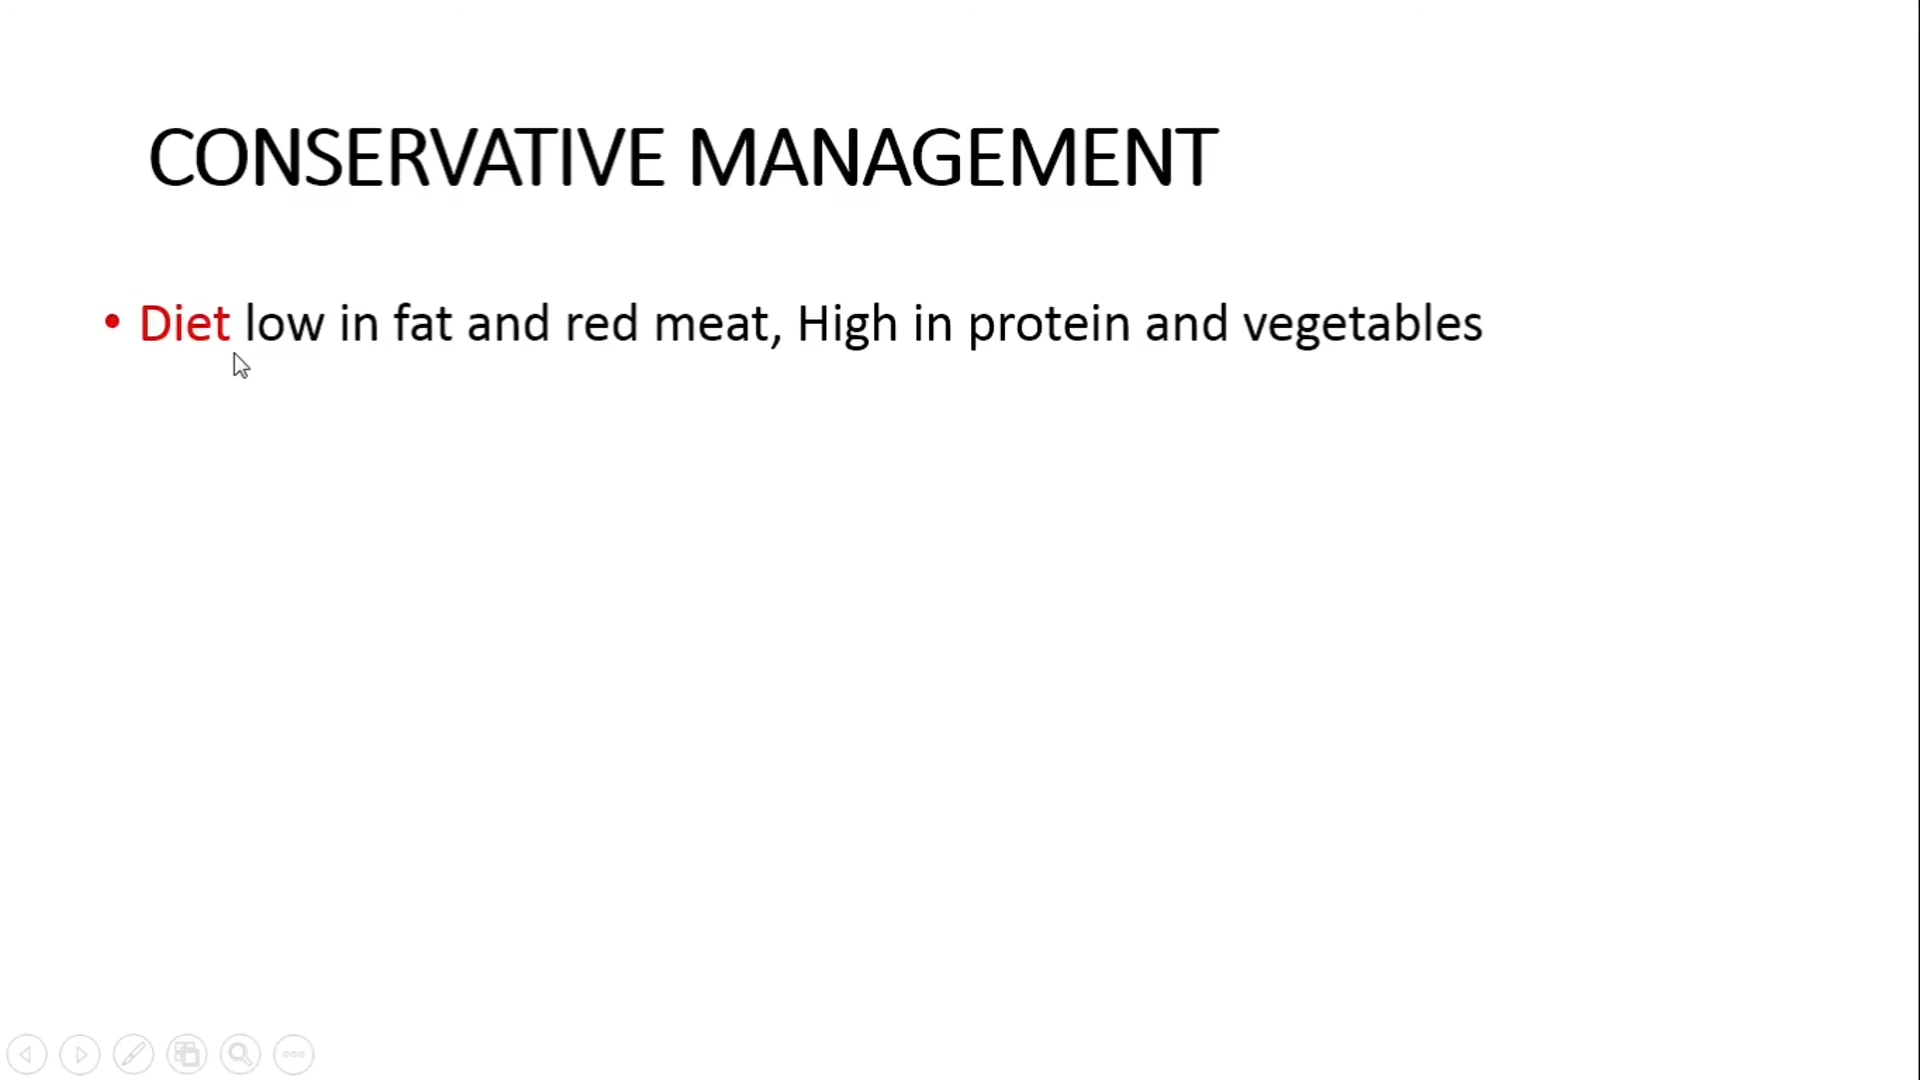 CONSERVATIVE MANAGEMENT
• Diet low in fat and red meat, High in protein and vegetables